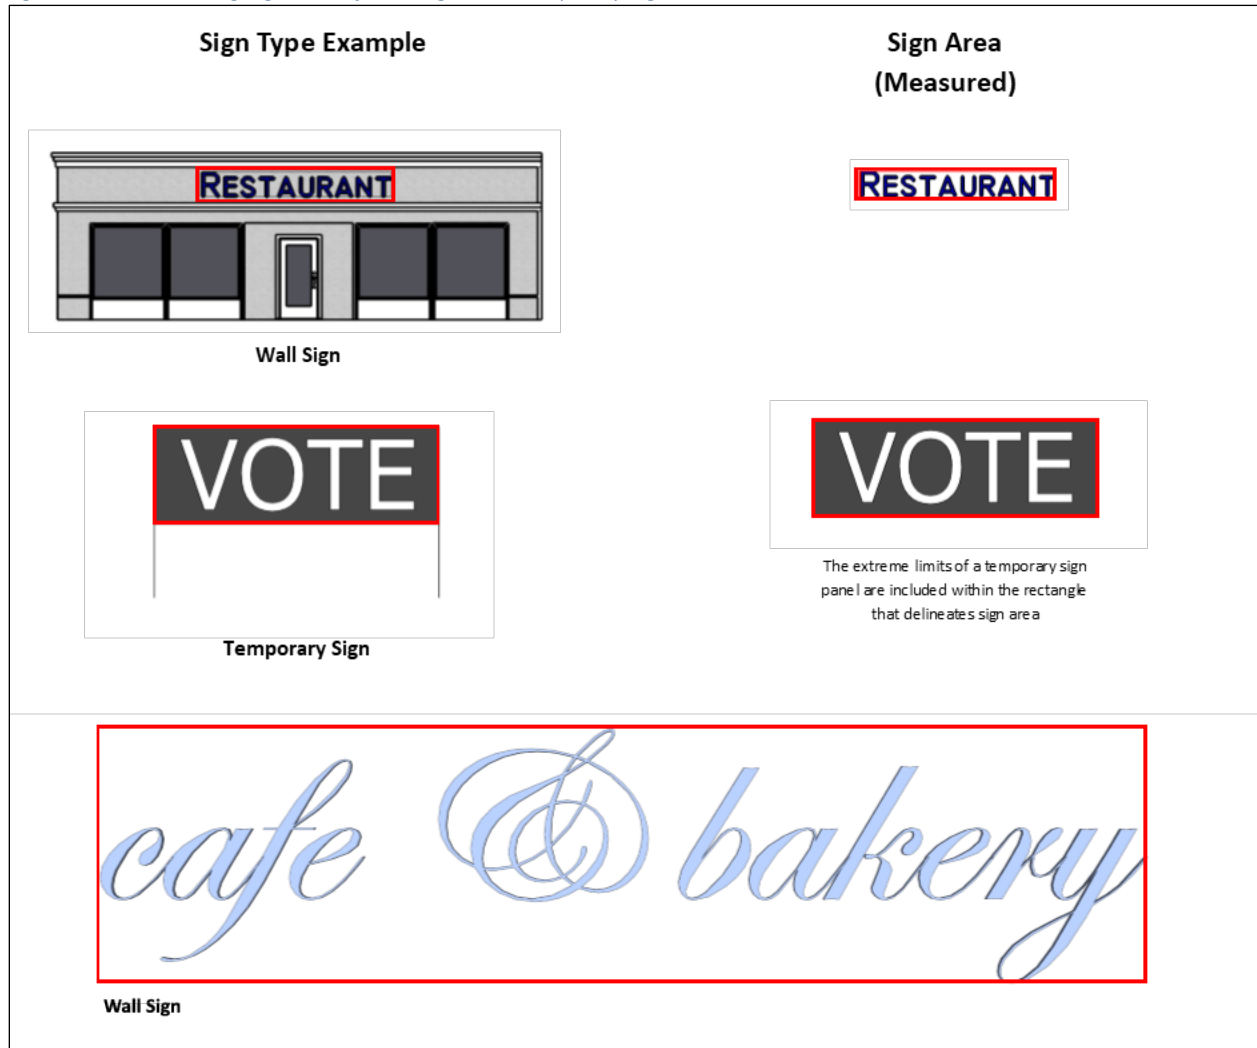 Sign Type Example
Sign Area
(Measured)
RESTAURANT
RESTAURANT
Wall Sign
VOTE
VOTE
The extreme limits of a temporary sign
panel are included within the rectangle
that delineates sign area
Temporary Sign
cafe & bakery
Wall Sign